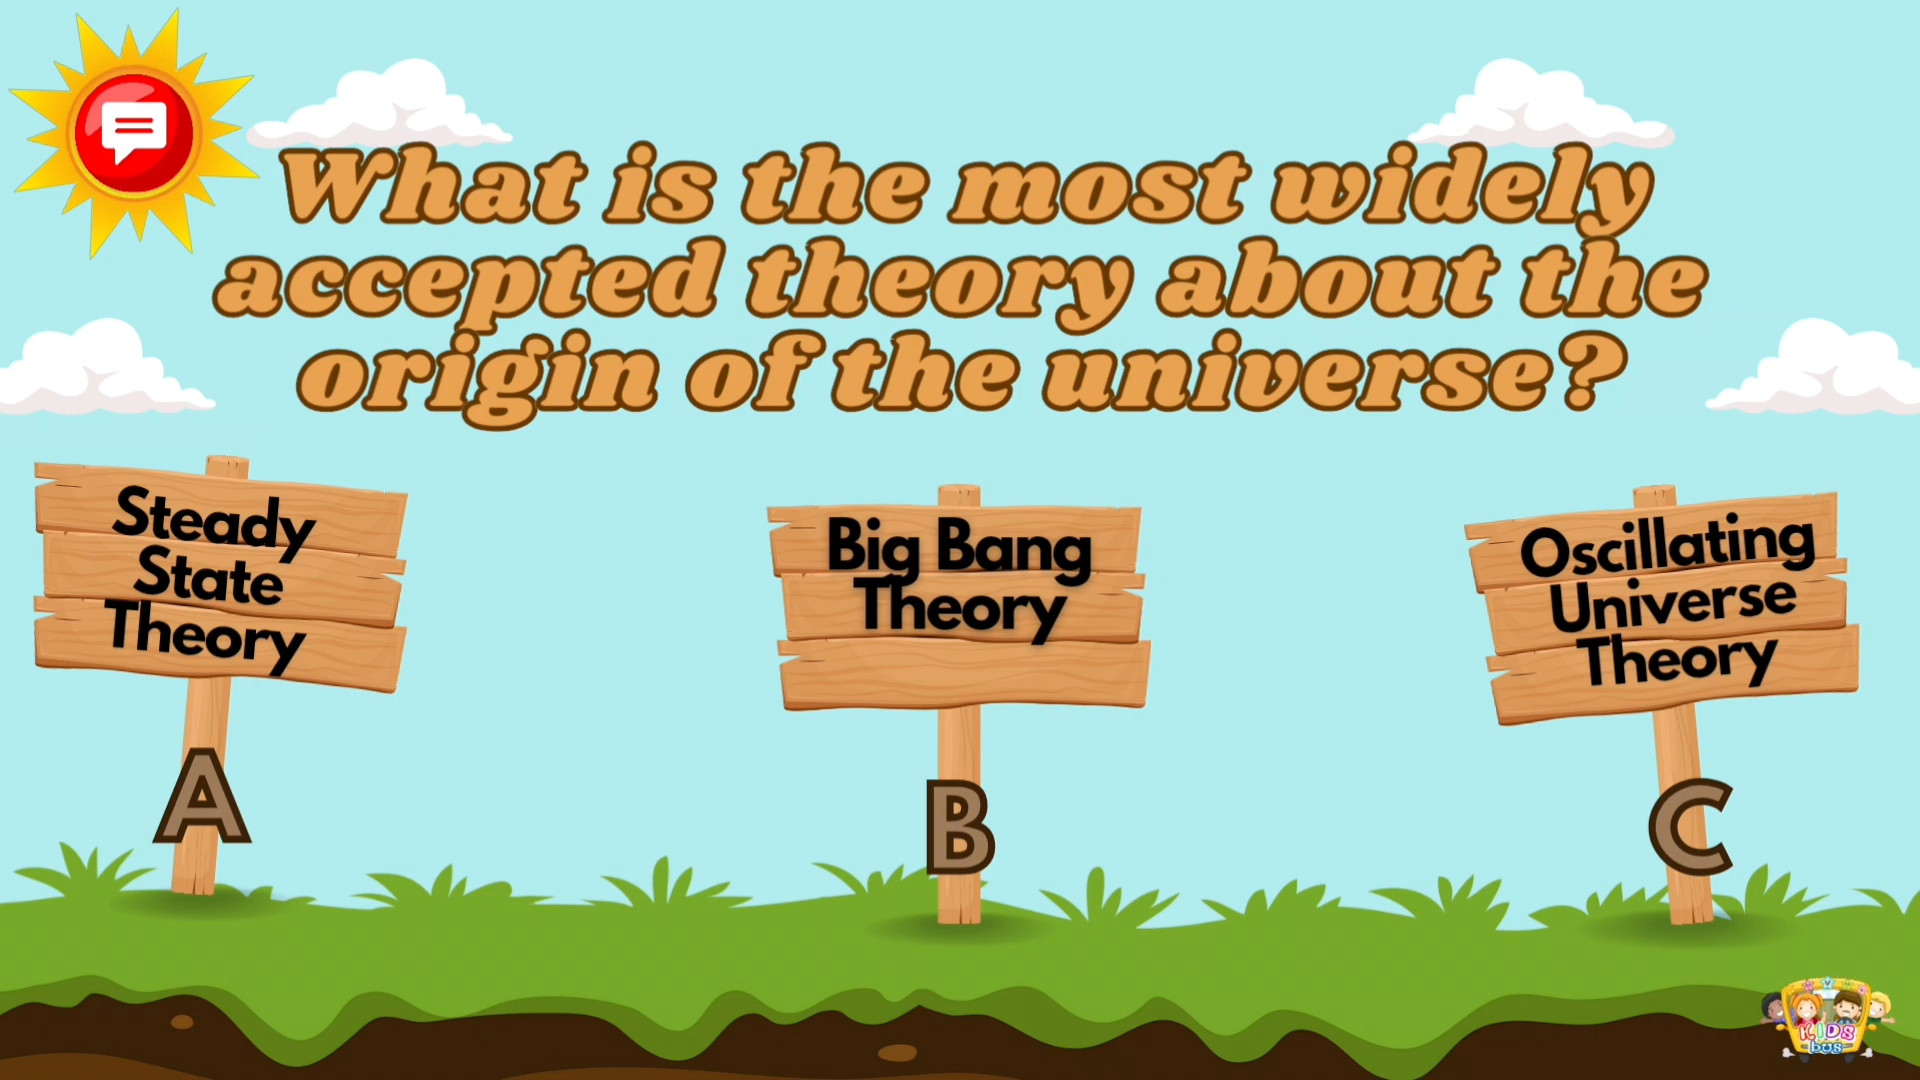 What is the most widely
accepted theory about the
origin of the universe?
Steady
State
Theory
A
Big Bang
Theory
B
Oscillating
Universe
Theory
C
KIDS
bus